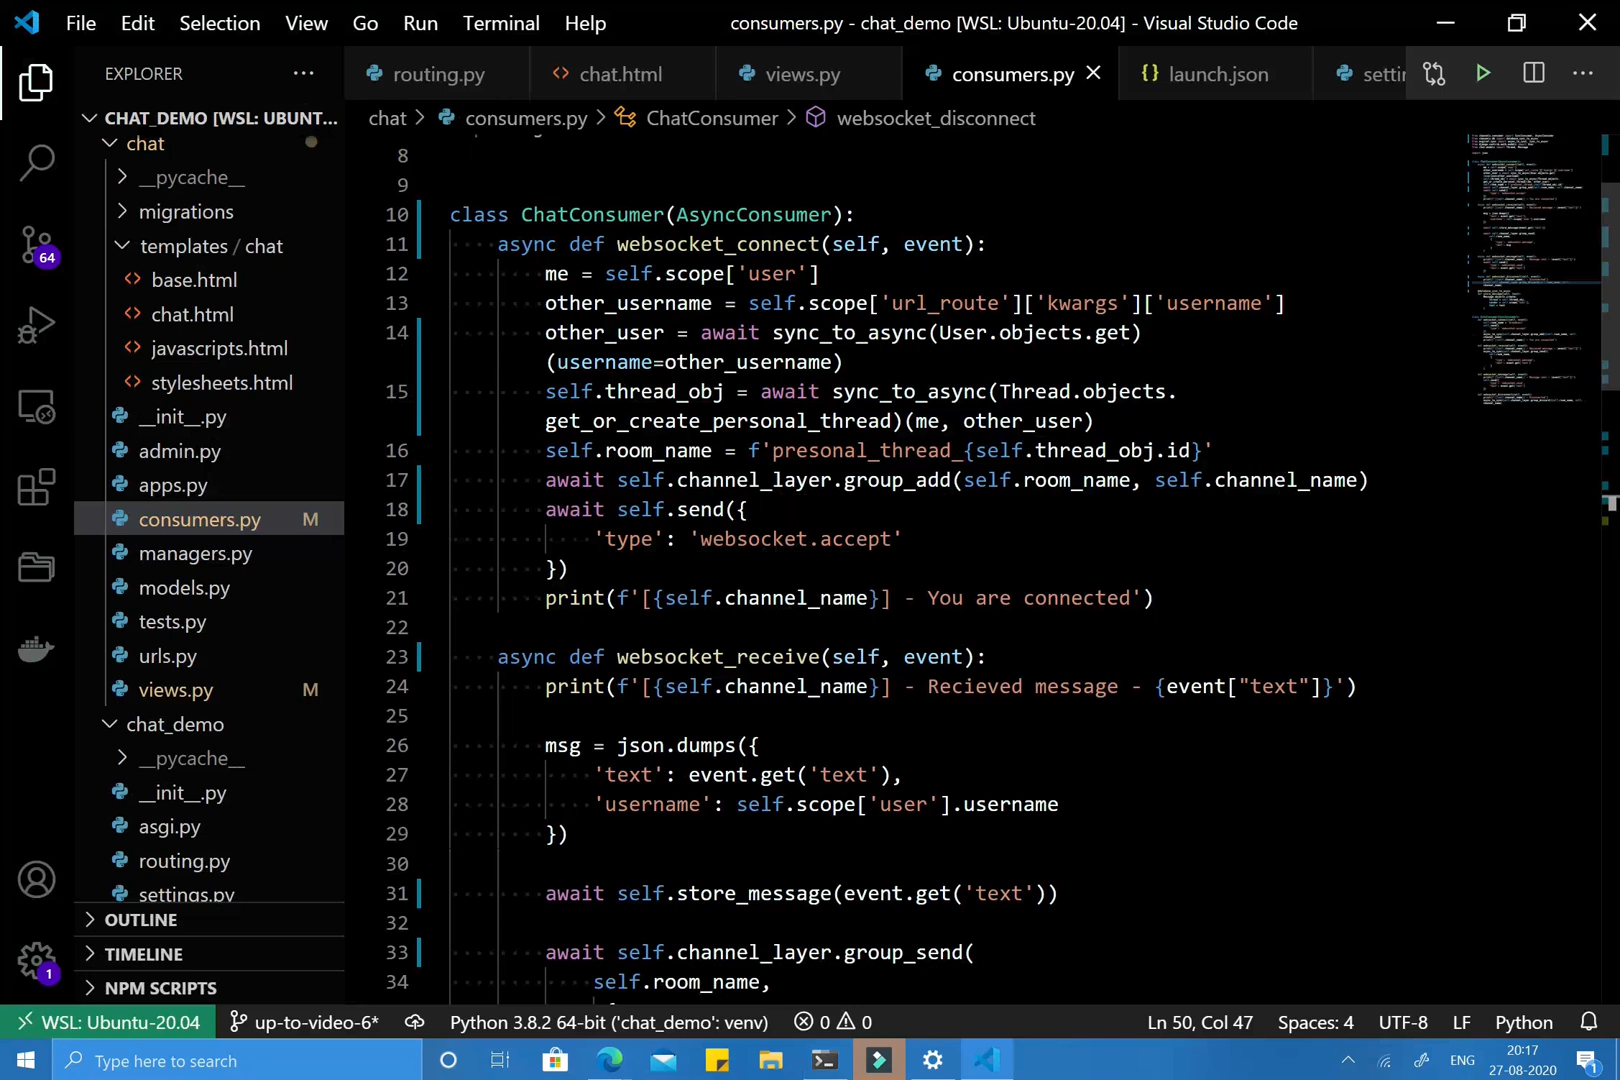 File Edit Selection View Go Run Terminal Help
consumers.py - chat_demo [WSL: Ubuntu-20.04] - Visual Studio Code
EXPLORER
routing.py
chat.html
views.py
consumers.py
launch.json
settin
CHAT_DEMO [WSL: UBUNT...
chat > consumers.py > ChatConsumer > websocket_disconnect
chat
__pycache__
migrations
templates / chat
base.html
chat.html
javascripts.html
stylesheets.html
__init__.py
admin.py
apps.py
consumers.py M
managers.py
models.py
tests.py
urls.py
views.py M
chat_demo
__pycache__
__init__.py
asgi.py
routing.py
settings.py
OUTLINE
TIMELINE
NPM SCRIPTS
64
1
8
9
10 class ChatConsumer(AsyncConsumer):
11 async def websocket_connect(self, event):
12 me = self.scope['user']
13 other_username = self.scope['url_route']['kwargs']['username']
14 other_user = await sync_to_async(User.objects.get)
(username=other_username)
15 self.thread_obj = await sync_to_async(Thread.objects.
get_or_create_personal_thread)(me, other_user)
16 self.room_name = f'presonal_thread_{self.thread_obj.id}'
17 await self.channel_layer.group_add(self.room_name, self.channel_name)
18 await self.send({
19 'type': 'websocket.accept'
20 })
21 print(f'[{self.channel_name}] - You are connected')
22
23 async def websocket_receive(self, event):
24 print(f'[{self.channel_name}] - Recieved message - {event["text"]}')
25
26 msg = json.dumps({
27 'text': event.get('text'),
28 'username': self.scope['user'].username
29 })
30
31 await self.store_message(event.get('text'))
32
33 await self.channel_layer.group_send(
34 self.room_name,
WSL: Ubuntu-20.04 up-to-video-6* Python 3.8.2 64-bit ('chat_demo': venv) 0 0 Ln 50, Col 47 Spaces: 4 UTF-8 LF Python
Type here to search
ENG
20:17
27-08-2020
1